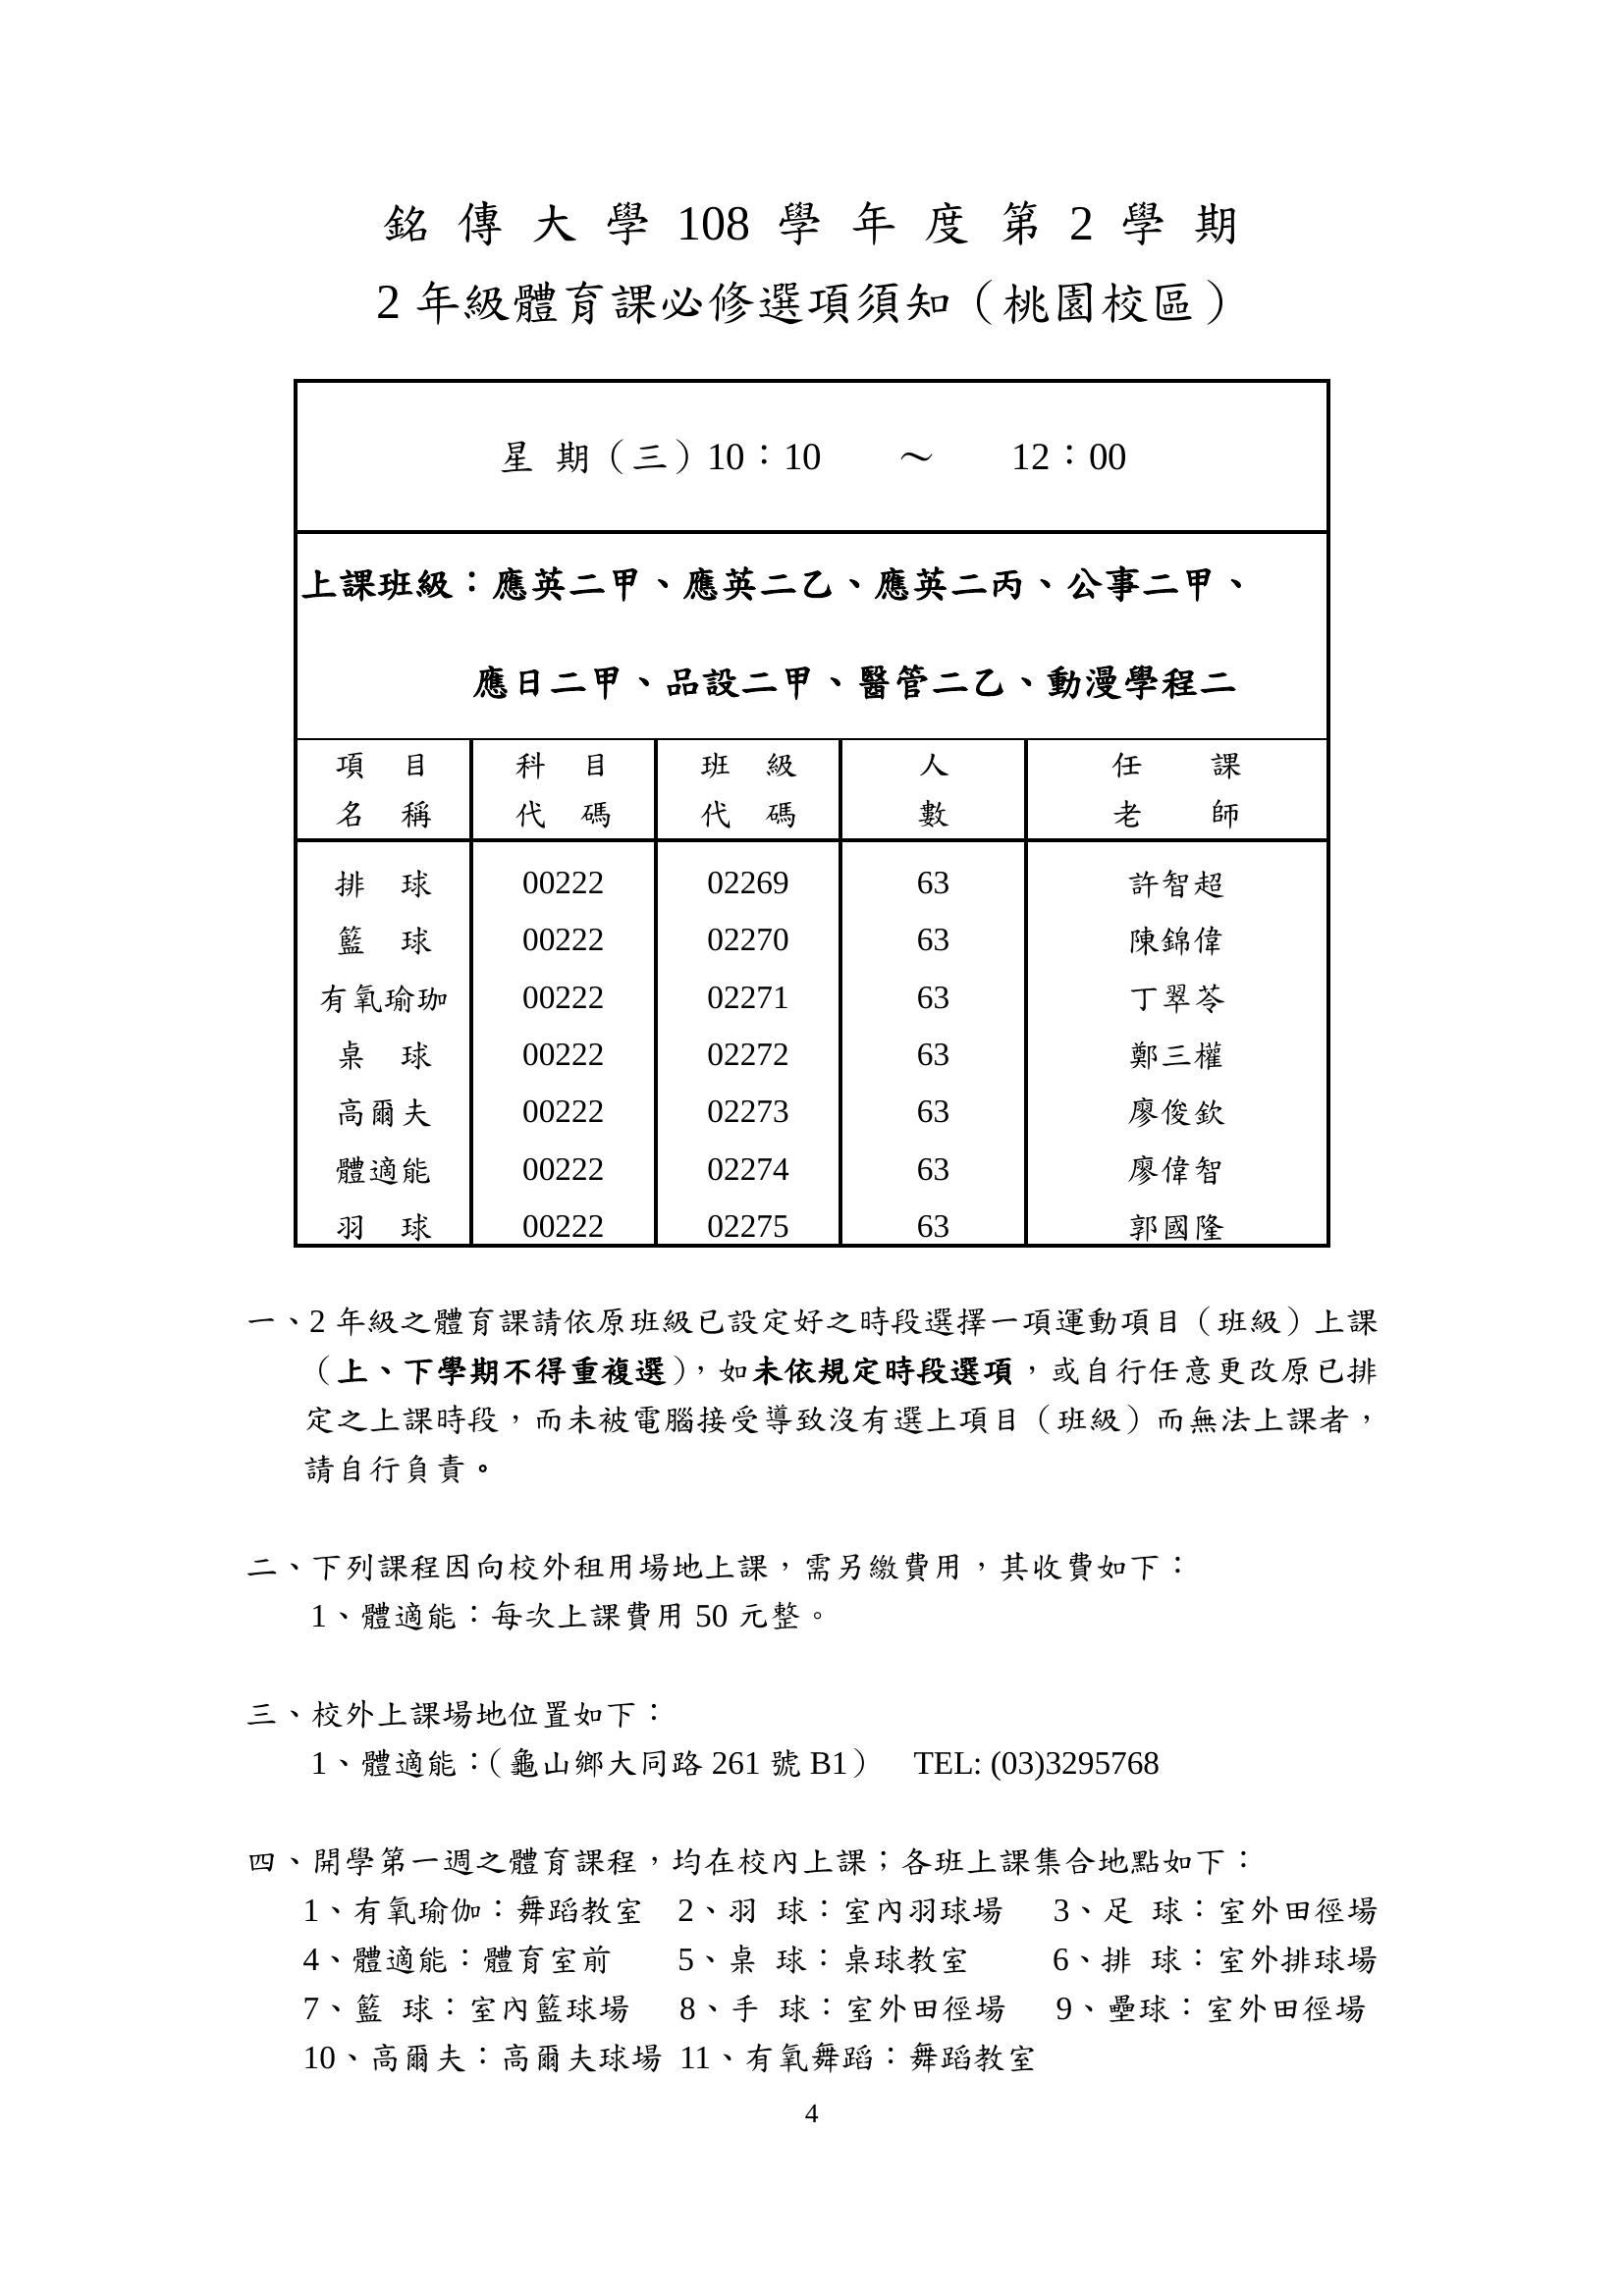 銘 傳 大 學 108 學 年 度 第 2 學 期
2 年級體育課必修選項須知（桃園校區）
星 期（三）10：10 ～ 12：00
上課班級：應英二甲、應英二乙、應英二丙、公事二甲、
應日二甲、品設二甲、醫管二乙、動漫學程二
項 目 科 目 班 級 人 任 課
名 稱 代 碼 代 碼 數 老 師
排 球 00222 02269 63 許智超
籃 球 00222 02270 63 陳錦偉
有氧瑜珈 00222 02271 63 丁翠苓
桌 球 00222 02272 63 鄭三權
高爾夫 00222 02273 63 廖俊欽
體適能 00222 02274 63 廖偉智
羽 球 00222 02275 63 郭國隆
一、2 年級之體育課請依原班級已設定好之時段選擇一項運動項目（班級）上課
（上、下學期不得重複選），如未依規定時段選項，或自行任意更改原已排
定之上課時段，而未被電腦接受導致沒有選上項目（班級）而無法上課者，
請自行負責。
二、下列課程因向校外租用場地上課，需另繳費用，其收費如下：
1、體適能：每次上課費用 50 元整。
三、校外上課場地位置如下：
1、體適能：（龜山鄉大同路 261 號 B1） TEL: (03)3295768
四、開學第一週之體育課程，均在校內上課；各班上課集合地點如下：
1、有氧瑜伽：舞蹈教室 2、羽 球：室內羽球場 3、足 球：室外田徑場
4、體適能：體育室前 5、桌 球：桌球教室 6、排 球：室外排球場
7、籃 球：室內籃球場 8、手 球：室外田徑場 9、壘球：室外田徑場
10、高爾夫：高爾夫球場 11、有氧舞蹈：舞蹈教室
4